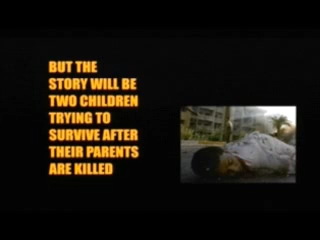 BUT THE
STORY WILL BE
TWO CHILDREN
TRYING TO
SURVIVE AFTER
THEIR PARENTS
ARE KILLED